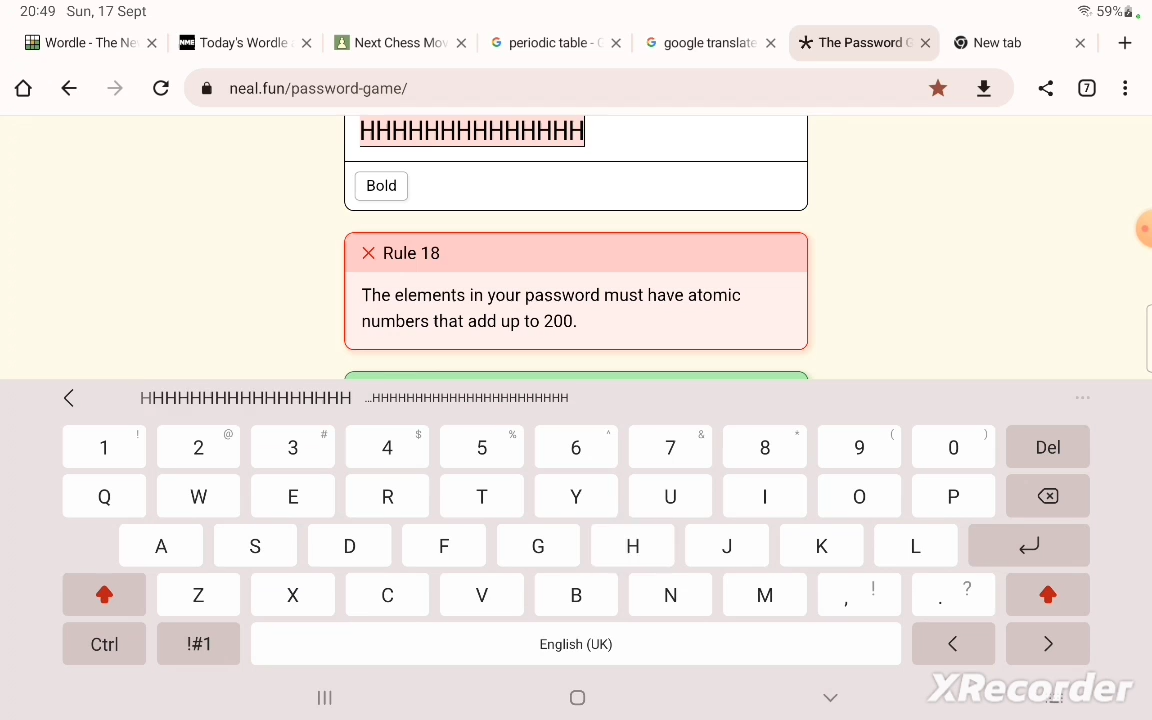 20:49 Sun, 17 Sept 59%
Wordle - The Ne Today's Wordle Next Chess Mov periodic table - G google translate The Password G New tab
neal.fun/password-game/ 7
HHHHHHHHHHHHHH
Bold
Rule 18
The elements in your password must have atomic
numbers that add up to 200.
HHHHHHHHHHHHHHHHH ...HHHHHHHHHHHHHHHHHHHHHHH
1 ! 2 @ 3 # 4 $ 5 % 6 ^ 7 & 8 * 9 ( 0 ) Del
Q W E R T Y U I O P
A S D F G H J K L
Z X C V B N M , ! . ?
Ctrl !#1 English (UK) < >
XRecorder